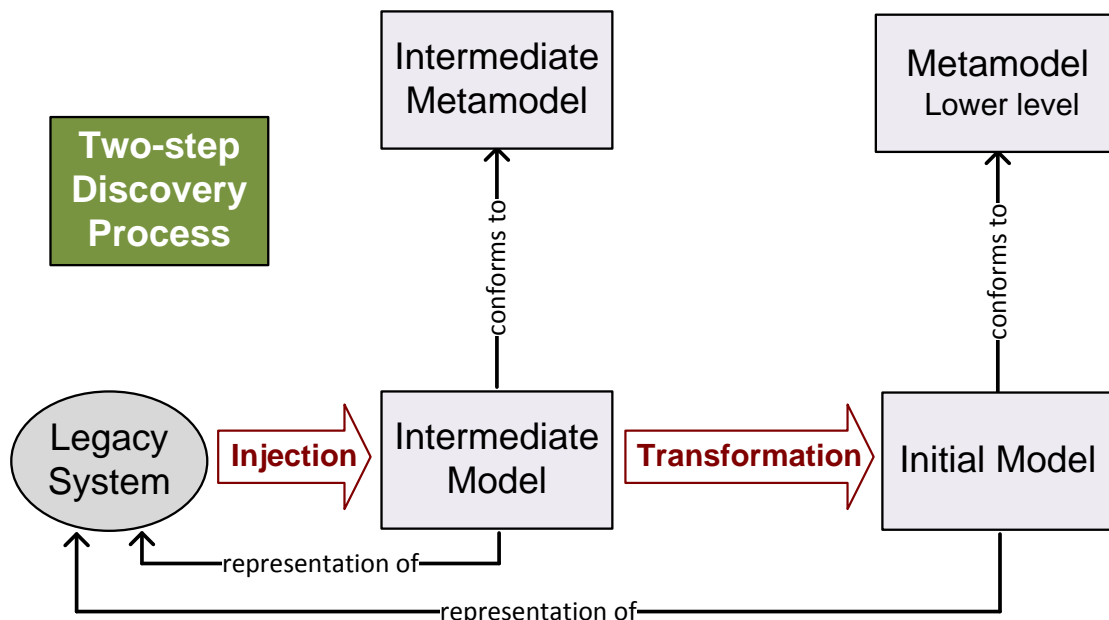 Intermediate
Metamodel
Metamodel
Lower level
Two-step
Discovery
Process
conforms to
conforms to
Legacy
System
Injection
Intermediate
Model
Transformation
Initial Model
representation of
representation of